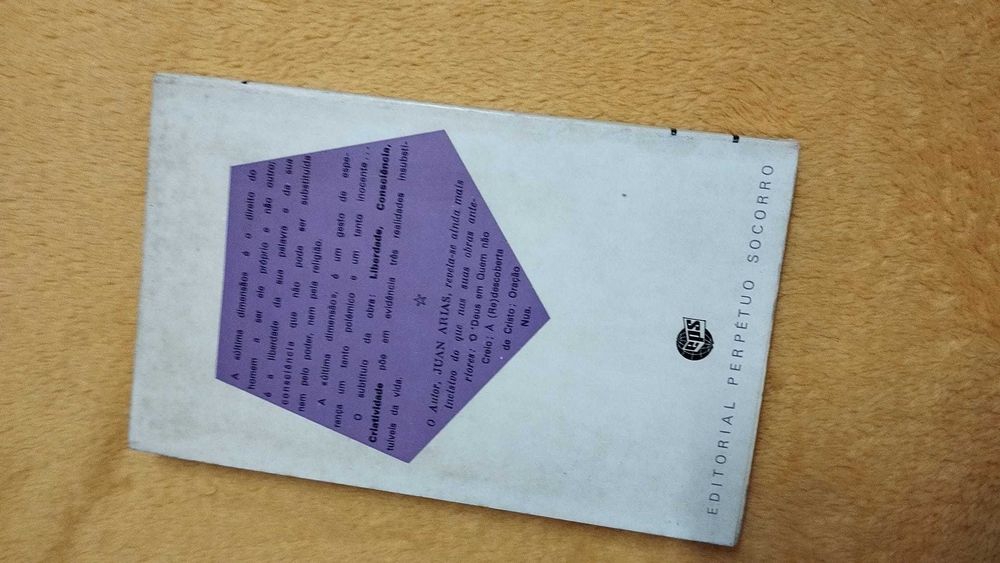 A «última dimensão» é o direito do
homem a ser ele próprio e não outro;
é a liberdade da sua palavra e da sua
consciência que não pode ser substituída
nem pelo poder, nem pela religião.
A «última dimensão», é um gesto de espe-
rança um tanto polémico e um tanto inocente...
O subtítulo da obra: Liberdade, Consciência,
Criatividade põe em evidência três realidades insubsti-
tuíveis da vida.
O Autor, JUAN ARIAS, revela-se ainda mais
incisivo do que nas suas obras ante-
riores: O Deus em Quem não
Creio; A (Re)descoberta
de Cristo; Oração
Nua.
eps
EDITORIAL PERPÉTUO SOCORRO